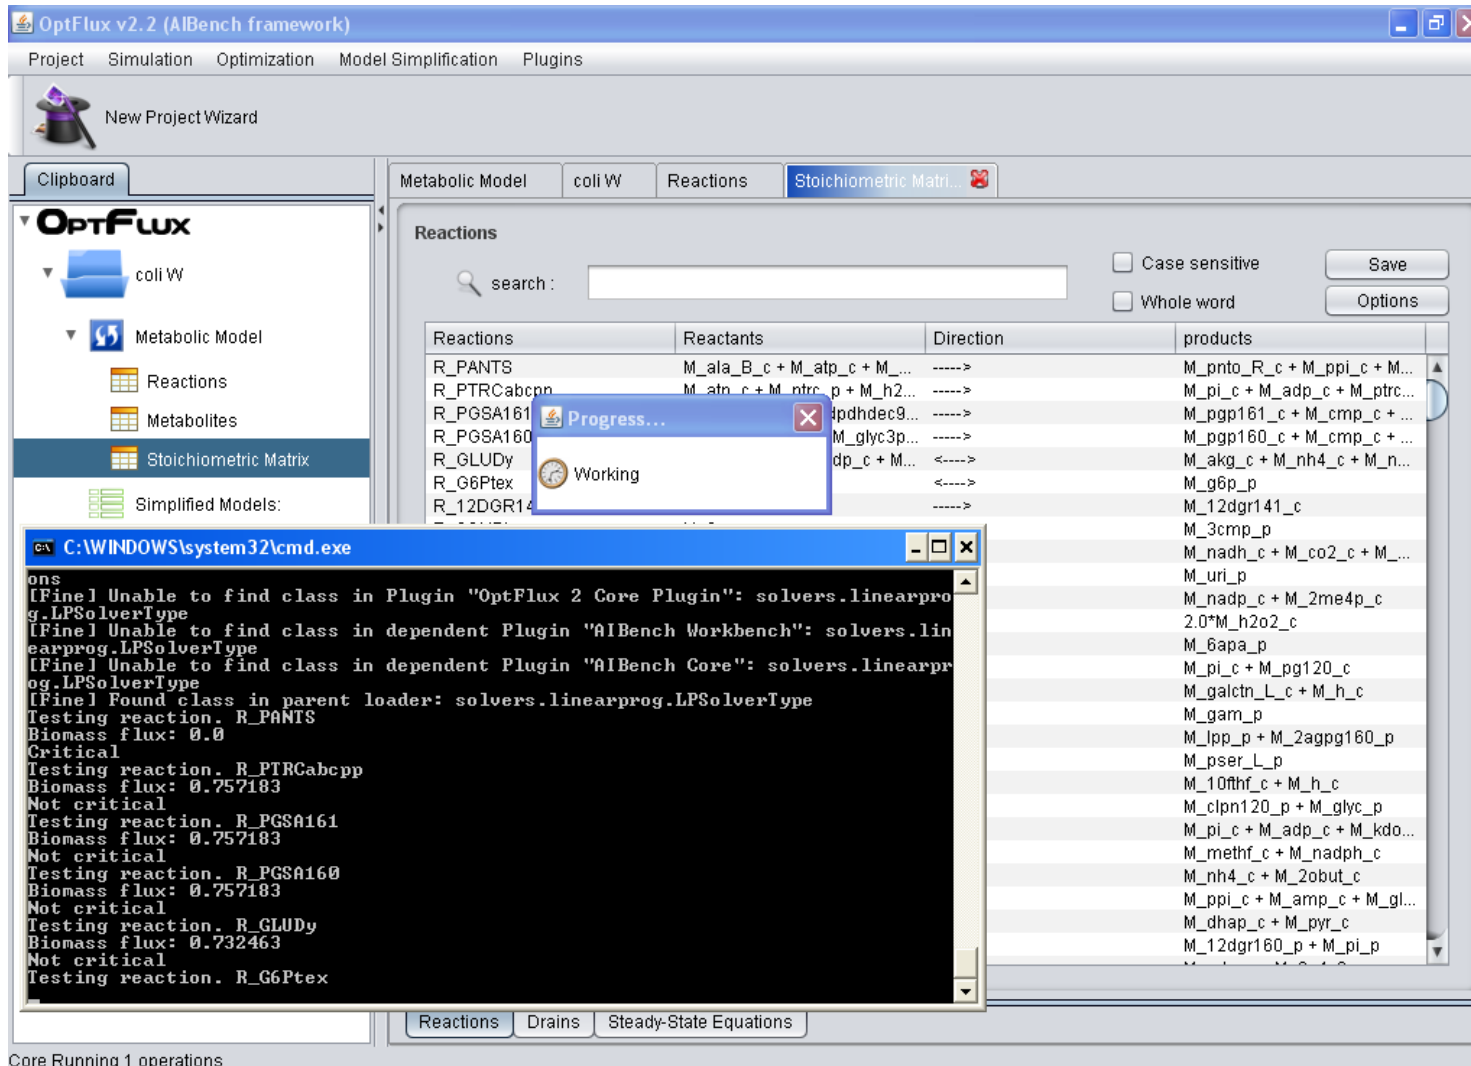 OptFlux v2.2 (AIBench framework)
Project Simulation Optimization Model Simplification Plugins
New Project Wizard
Clipboard
Metabolic Model coli W Reactions Stoichiometric Matri...
OPTFLUX
coli W
Metabolic Model
Reactions
Metabolites
Stoichiometric Matrix
Simplified Models:
Reactions
search :
Case sensitive Save
Whole word Options
Reactions Reactants Direction products
R_PANTS M_ala_B_c + M_atp_c + M_... -----> M_pnto_R_c + M_ppi_c + M...
R_PTRCabcpp M_atp_c + M_ptrc_p + M_h2... -----> M_pi_c + M_adp_c + M_ptrc...
R_PGSA161 dpdhdec9... -----> M_pgp161_c + M_cmp_c + ...
R_PGSA160 M_glyc3p... -----> M_pgp160_c + M_cmp_c + ...
R_GLUDy dp_c + M... <----> M_akg_c + M_nh4_c + M_n...
R_G6Ptex <----> M_g6p_p
R_12DGR14 -----> M_12dgr141_c
M_3cmp_p
M_nadh_c + M_co2_c + M_...
M_uri_p
M_nadp_c + M_2me4p_c
2.0*M_h2o2_c
M_6apa_p
M_pi_c + M_pg120_c
M_galctn_L_c + M_h_c
M_gam_p
M_lpp_p + M_2agpg160_p
M_pser_L_p
M_10fthf_c + M_h_c
M_clpn120_p + M_glyc_p
M_pi_c + M_adp_c + M_kdo...
M_methf_c + M_nadph_c
M_nh4_c + M_2obut_c
M_ppi_c + M_amp_c + M_gl...
M_dhap_c + M_pyr_c
M_12dgr160_p + M_pi_p
Progress...
Working
C:\WINDOWS\system32\cmd.exe
ons
[Fine] Unable to find class in Plugin "OptFlux 2 Core Plugin": solvers.linearpro
g.LPSolverType
[Fine] Unable to find class in dependent Plugin "AIBench Workbench": solvers.lin
earprog.LPSolverType
[Fine] Unable to find class in dependent Plugin "AIBench Core": solvers.linearpr
og.LPSolverType
[Fine] Found class in parent loader: solvers.linearprog.LPSolverType
Testing reaction. R_PANTS
Biomass flux: 0.0
Critical
Testing reaction. R_PTRCabcpp
Biomass flux: 0.757183
Not critical
Testing reaction. R_PGSA161
Biomass flux: 0.757183
Not critical
Testing reaction. R_PGSA160
Biomass flux: 0.757183
Not critical
Testing reaction. R_GLUDy
Biomass flux: 0.732463
Not critical
Testing reaction. R_G6Ptex
Reactions Drains Steady-State Equations
Core Running 1 operations